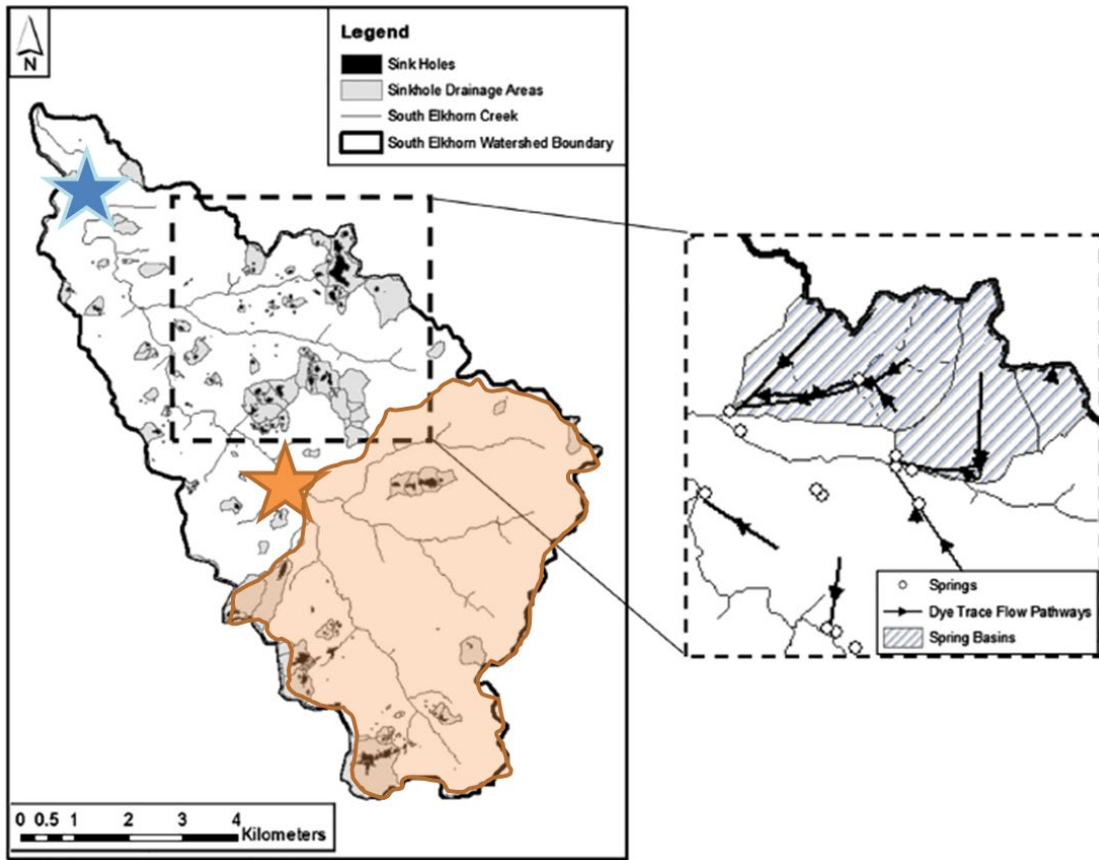 N
Legend
Sink Holes
Sinkhole Drainage Areas
South Elkhorn Creek
South Elkhorn Watershed Boundary
0 0.5 1 2 3 4
Kilometers
Springs
Dye Trace Flow Pathways
Spring Basins